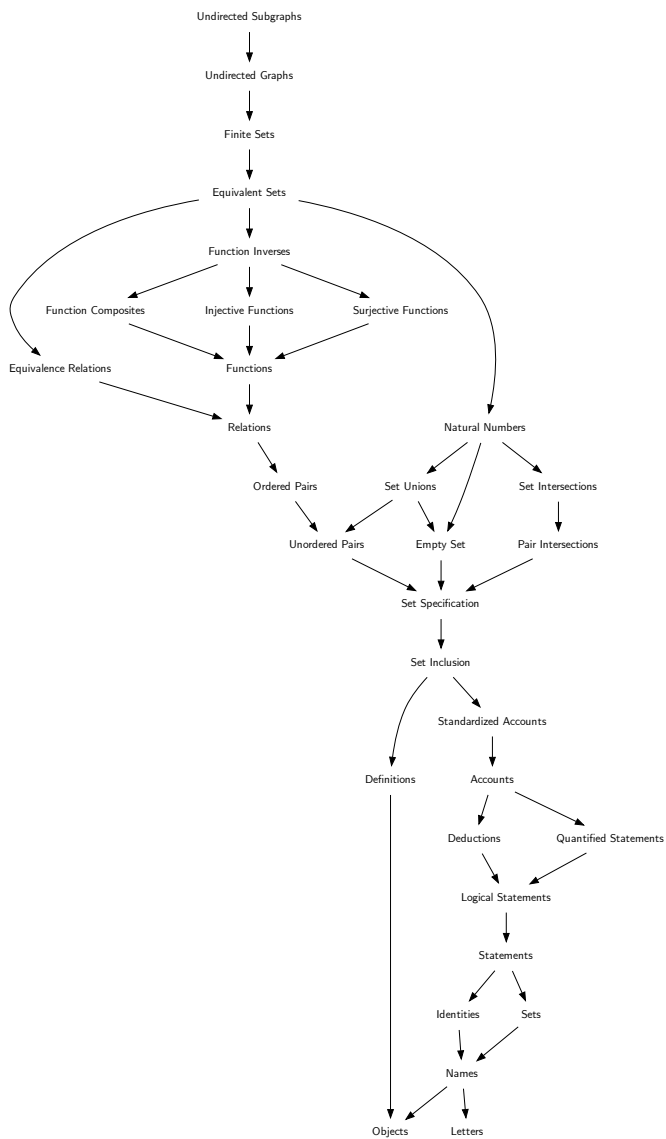 Undirected Subgraphs
Undirected Graphs
Finite Sets
Equivalent Sets
Function Inverses
Function Composites
Injective Functions
Surjective Functions
Equivalence Relations
Functions
Relations
Natural Numbers
Ordered Pairs
Set Unions
Set Intersections
Unordered Pairs
Empty Set
Pair Intersections
Set Specification
Set Inclusion
Standardized Accounts
Definitions
Accounts
Deductions
Quantified Statements
Logical Statements
Statements
Identities
Sets
Names
Objects
Letters